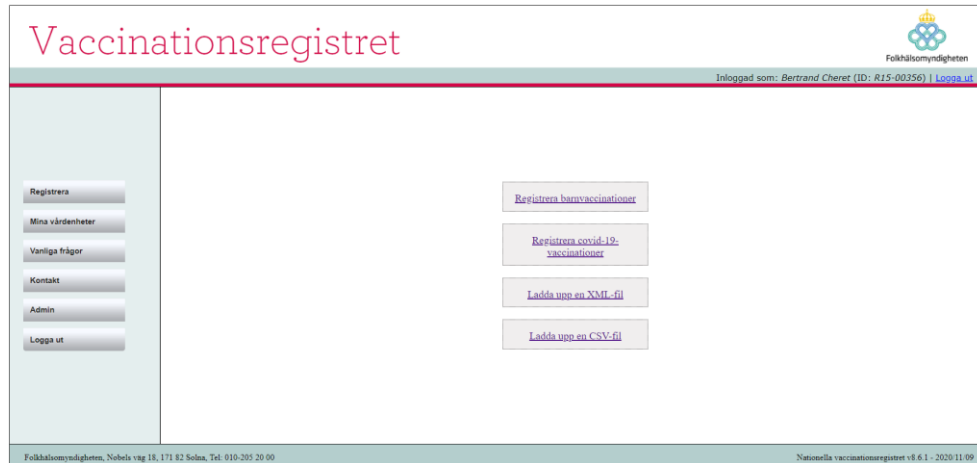 Vaccinationsregistret
Folkhälsomyndigheten
Inloggad som: Bertrand Cheret (ID: R15-00356) | Logga ut
Registrera
Mina vårdenheter
Vanliga frågor
Kontakt
Admin
Logga ut
Registrera barnvaccinationer
Registrera covid-19-
vaccinationer
Ladda upp en XML-fil
Ladda upp en CSV-fil
Folkhälsomyndigheten, Nobels väg 18, 171 82 Solna, Tel: 010-205 20 00
Nationella vaccinationsregistret v8.6.1 - 2020/11/09